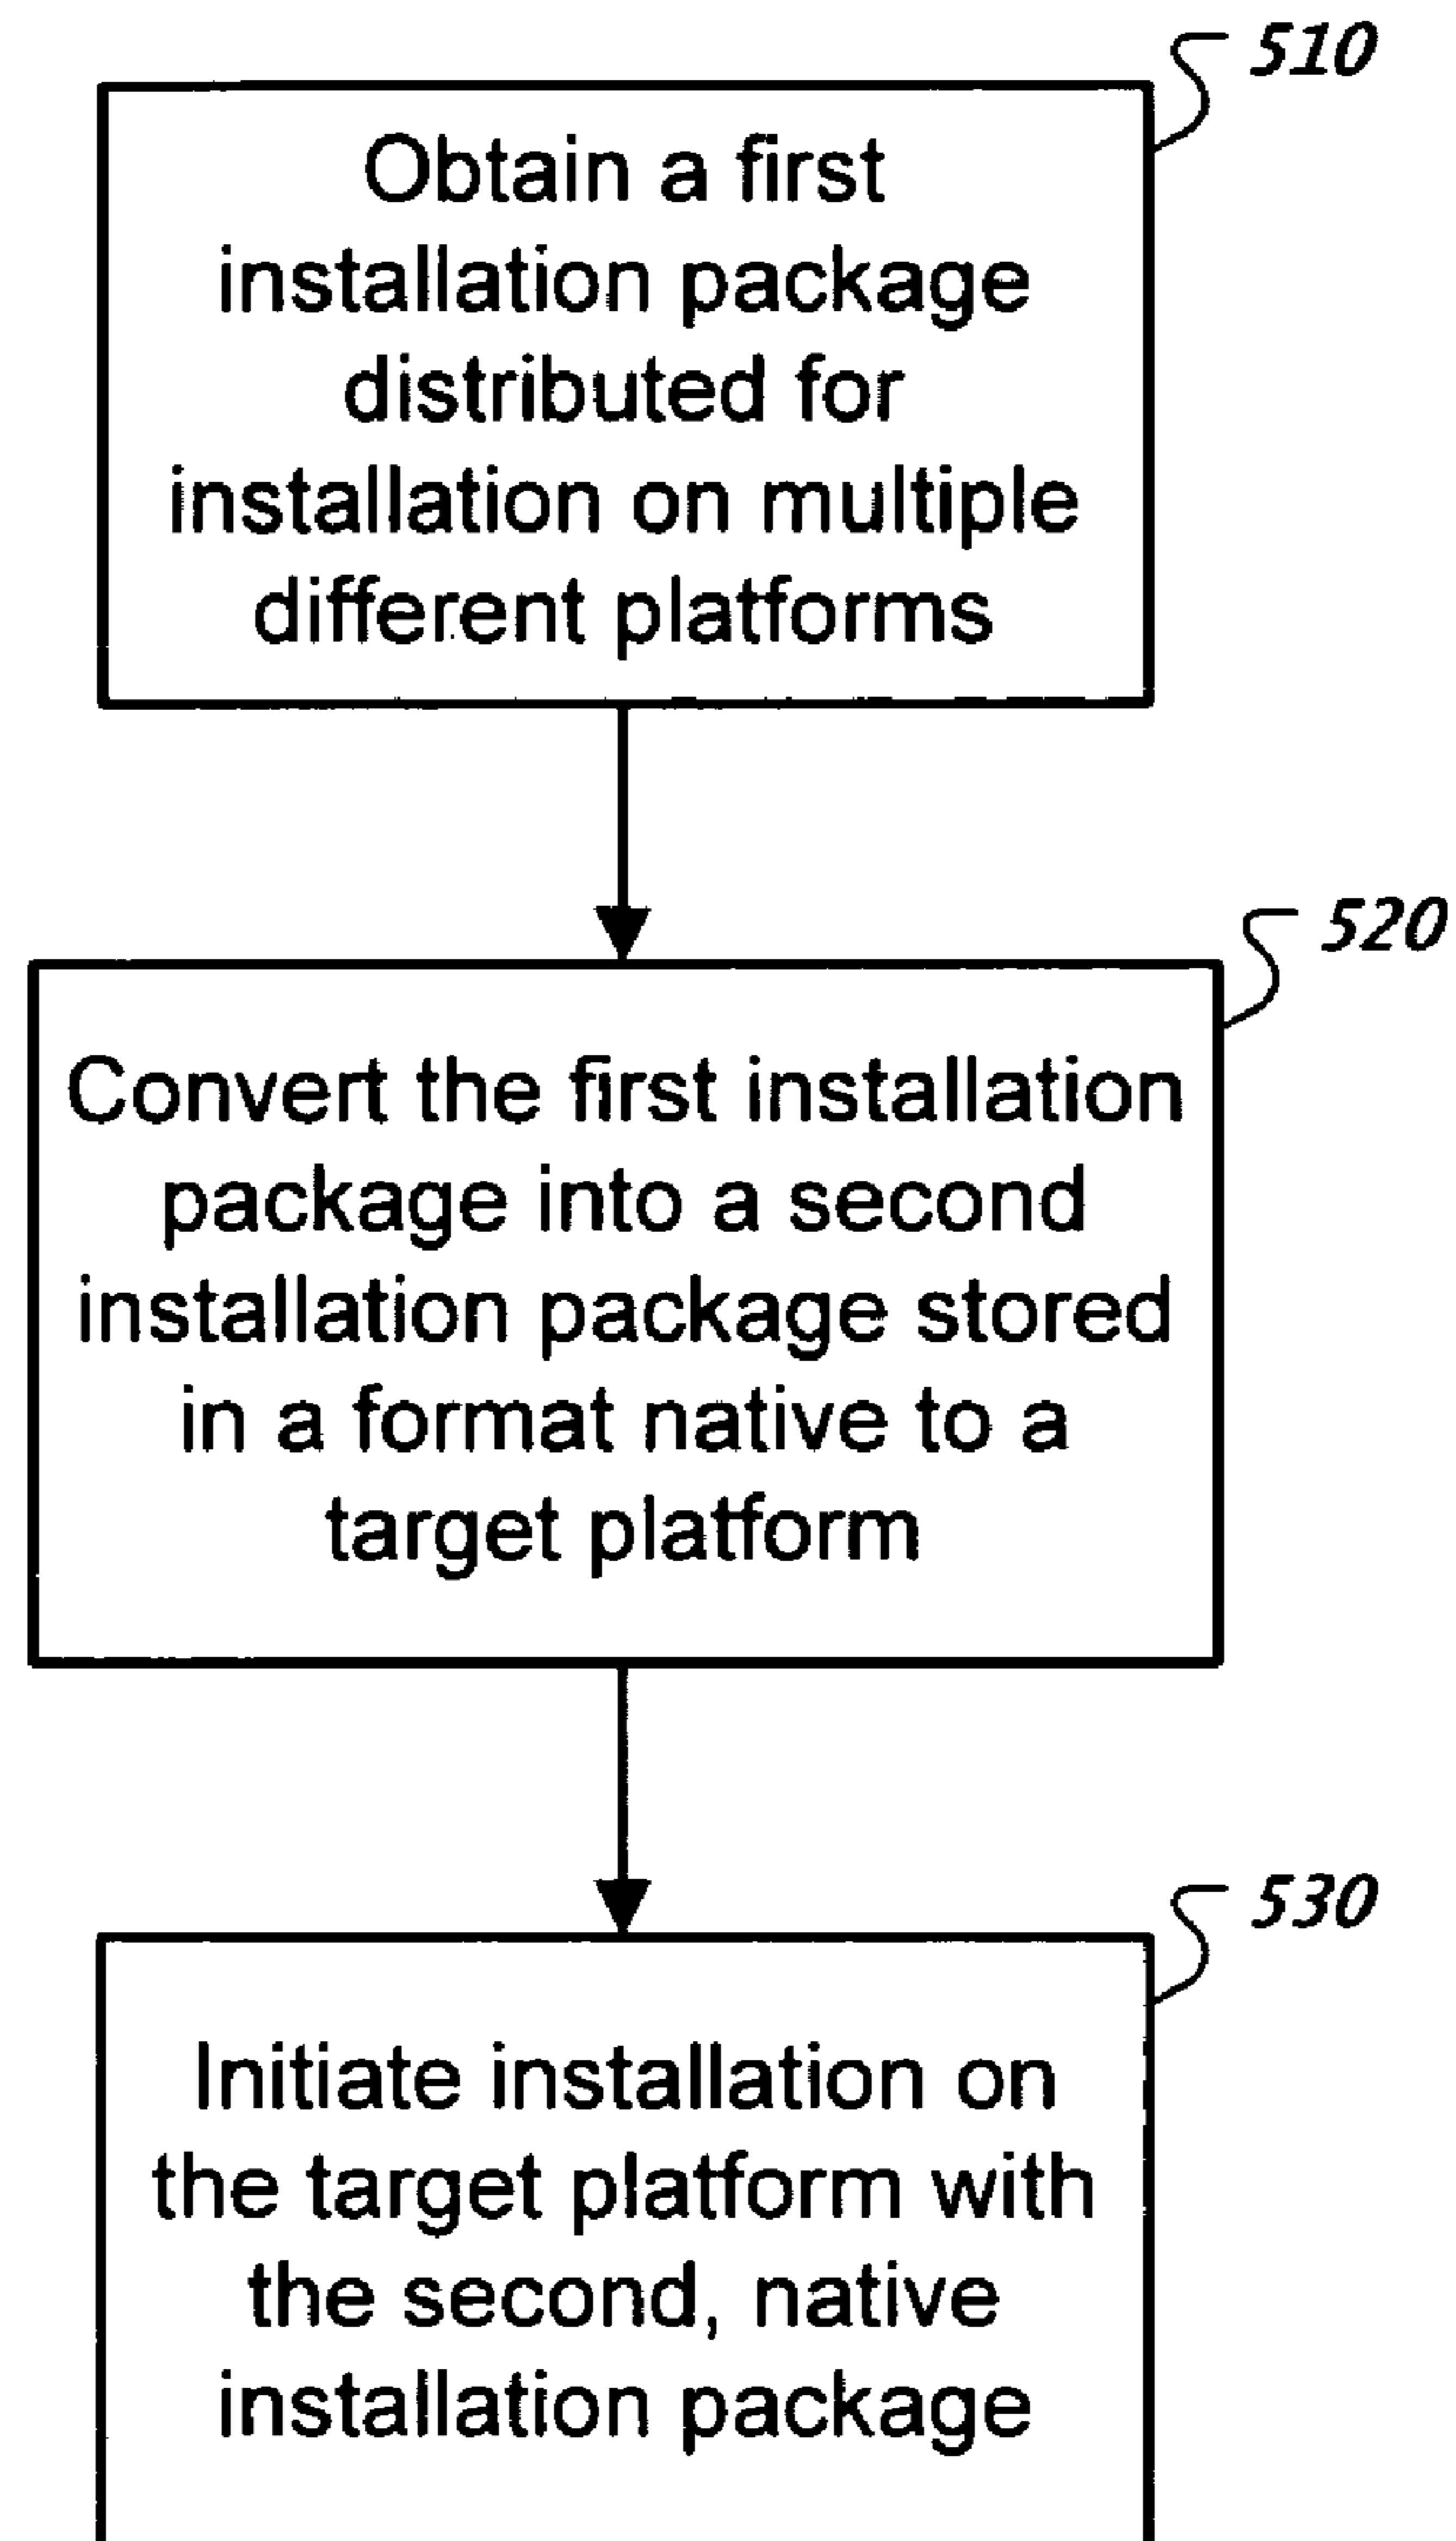 510
Obtain a first
installation package
distributed for
installation on multiple
different platforms
520
Convert the first installation
package into a second
installation package stored
in a format native to a
target platform
530
Initiate installation on
the target platform with
the second, native
installation package